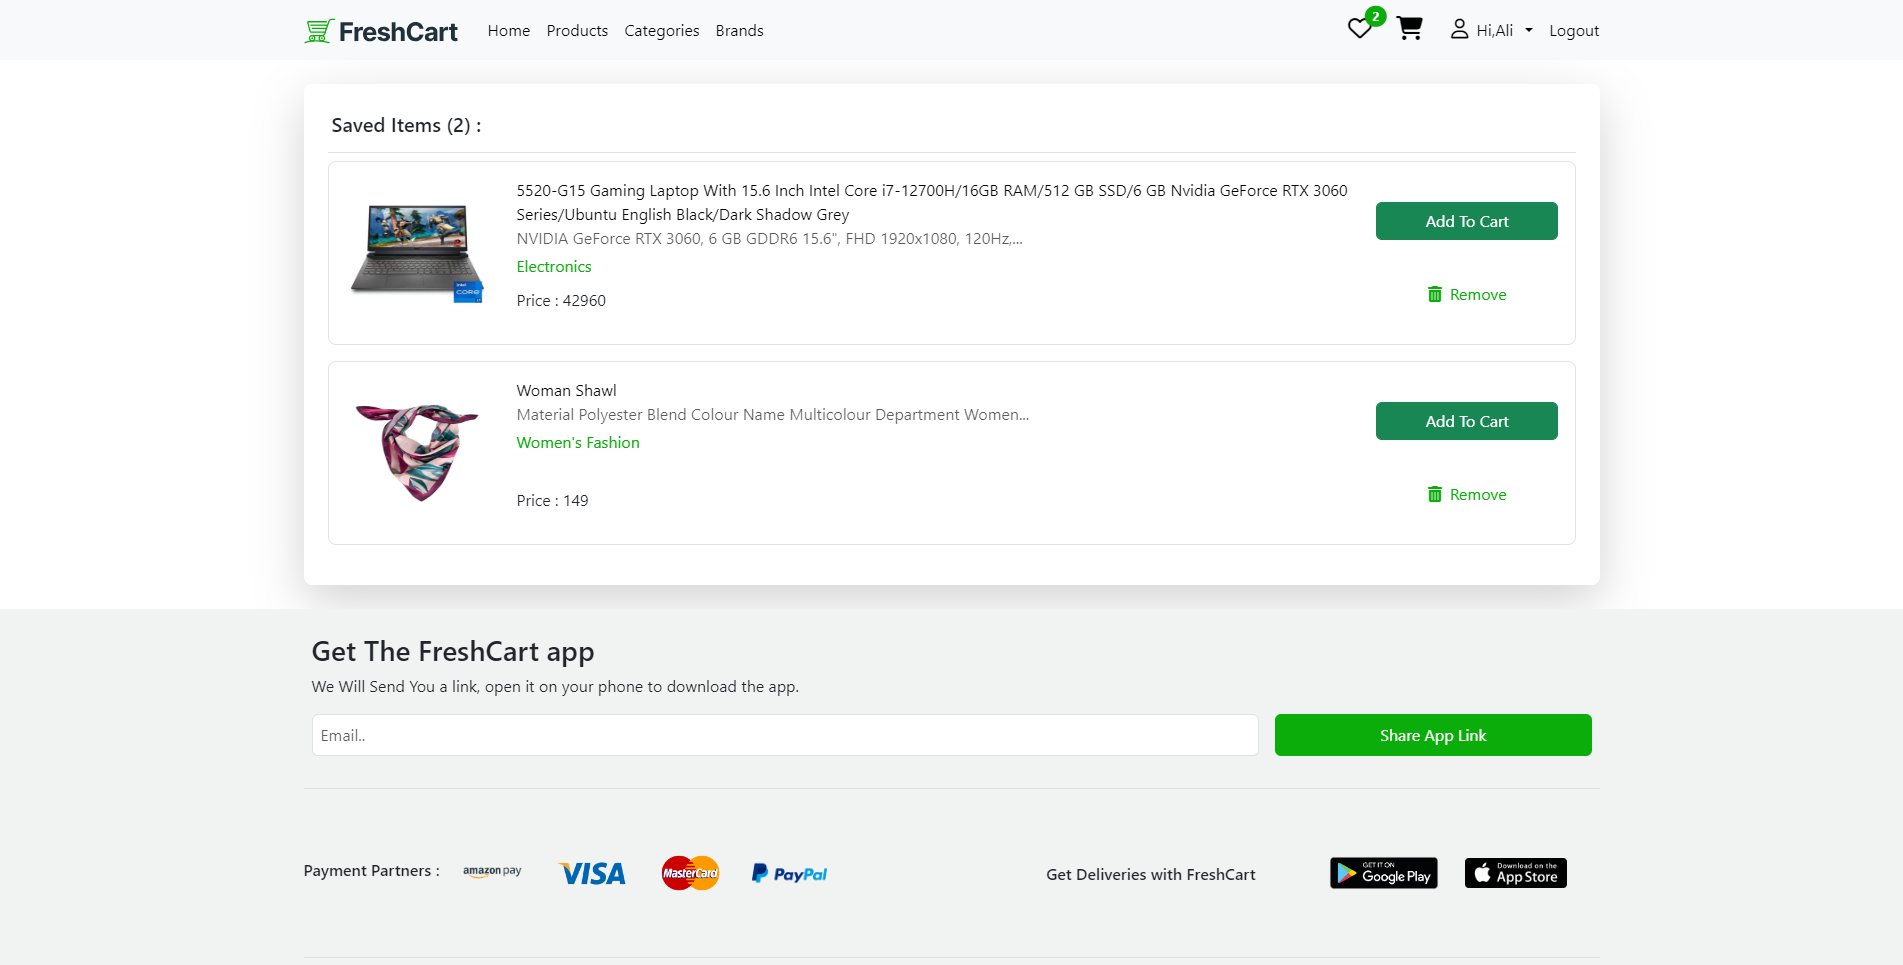 FreshCart
Home Products Categories Brands
2
Hi,Ali
Logout
Saved Items (2) :
5520-G15 Gaming Laptop With 15.6 Inch Intel Core i7-12700H/16GB RAM/512 GB SSD/6 GB Nvidia GeForce RTX 3060
Series/Ubuntu English Black/Dark Shadow Grey
NVIDIA GeForce RTX 3060, 6 GB GDDR6 15.6", FHD 1920x1080, 120Hz,...
Electronics
Price : 42960
Add To Cart
Remove
intel
CORE
Woman Shawl
Material Polyester Blend Colour Name Multicolour Department Women...
Women's Fashion
Price : 149
Add To Cart
Remove
Get The FreshCart app
We Will Send You a link, open it on your phone to download the app.
Email..
Share App Link
Payment Partners :
amazon pay
VISA
MasterCard
PayPal
Get Deliveries with FreshCart
GET IT ON
Google Play
Download on the
App Store